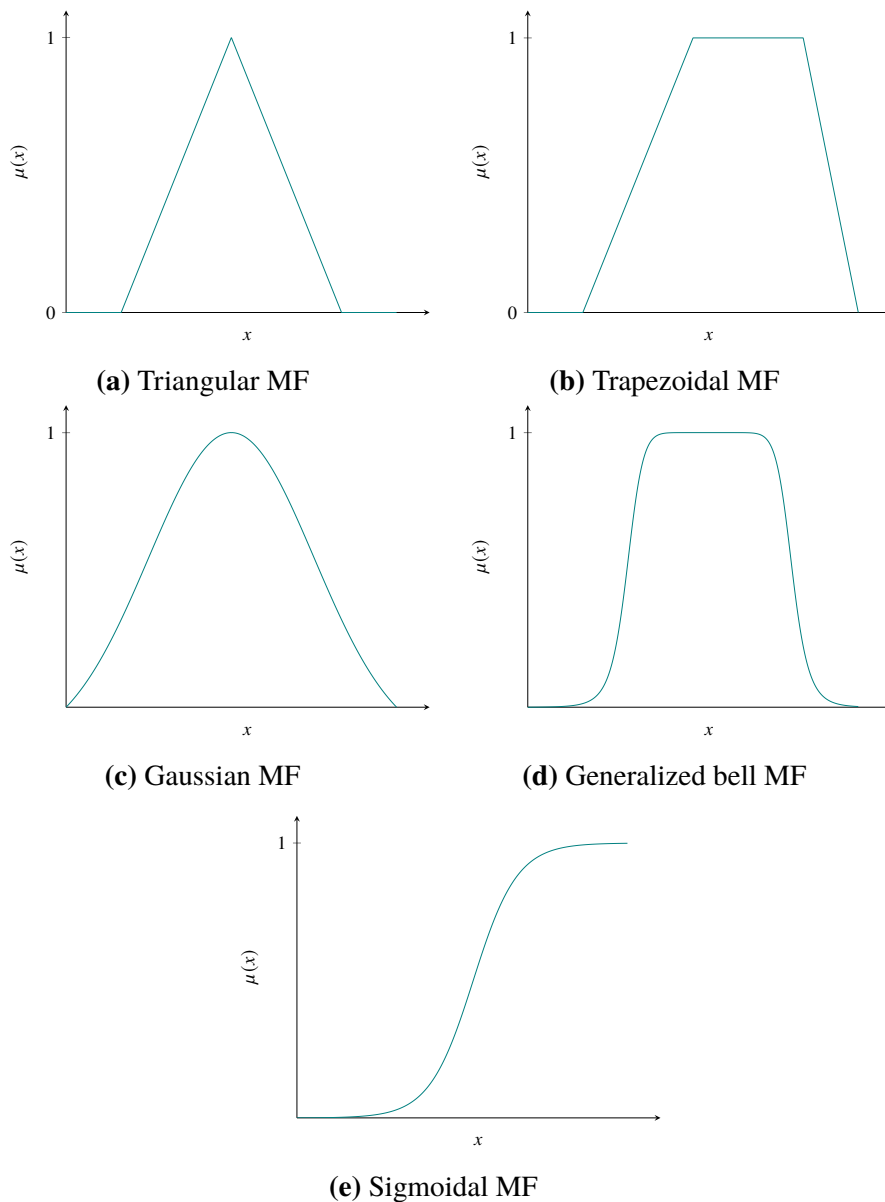 1
μ(x)
0
x
(a) Triangular MF
1
μ(x)
0
x
(b) Trapezoidal MF
1
μ(x)
x
(c) Gaussian MF
1
μ(x)
x
(d) Generalized bell MF
1
μ(x)
x
(e) Sigmoidal MF